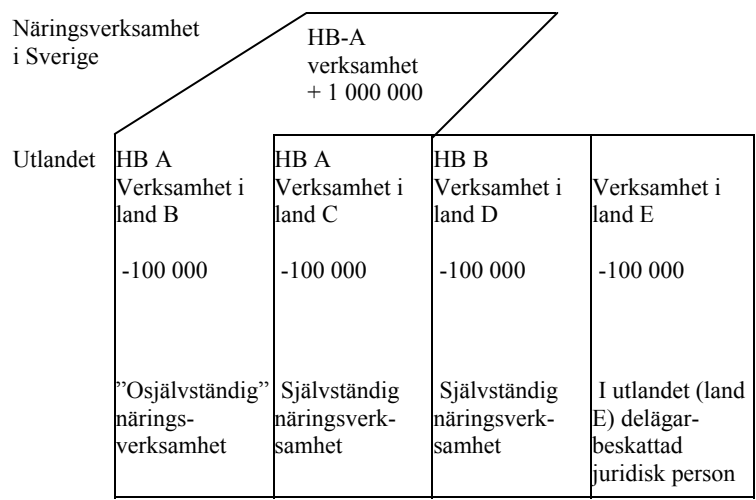 Näringsverksamhet
i Sverige
HB-A
verksamhet
+ 1 000 000
Utlandet
HB A
Verksamhet i
land B
-100 000
”Osjälvständig”
närings-
verksamhet
HB A
Verksamhet i
land C
-100 000
Självständig
näringsverk-
samhet
HB B
Verksamhet i
land D
-100 000
Självständig
näringsverk-
samhet
Verksamhet i
land E
-100 000
I utlandet (land
E) delägar-
beskattad
juridisk person